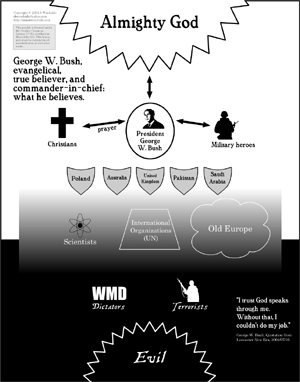 Almighty God
George W. Bush,
evangelical,
true believer, and
commander-in-chief:
what he believes.
prayer
Christians
President
George
W. Bush
Military heroes
Poland
Australia
United
Kingdom
Pakistan
Saudi
Arabia
Scientists
International
Organizations
(UN)
Old Europe
WMD
Dictators
Terrorists
"I trust God speaks
through me.
Without that, I
couldn't do my job."
Evil